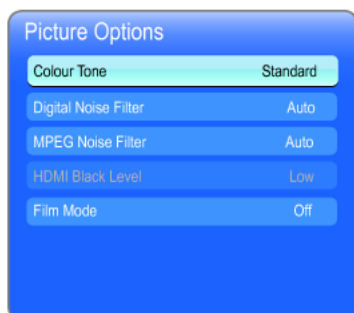 Picture Options
Colour Tone Standard
Digital Noise Filter Auto
MPEG Noise Filter Auto
HDMI Black Level Low
Film Mode Off